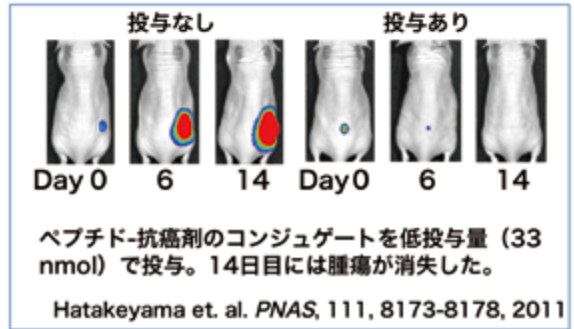 投与なし 投与あり
Day 0 6 14 Day0 6 14
ペプチド-抗癌剤のコンジュゲートを低投与量（33
nmol）で投与。14日目には腫瘍が消失した。
Hatakeyama et. al. PNAS, 111, 8173-8178, 2011